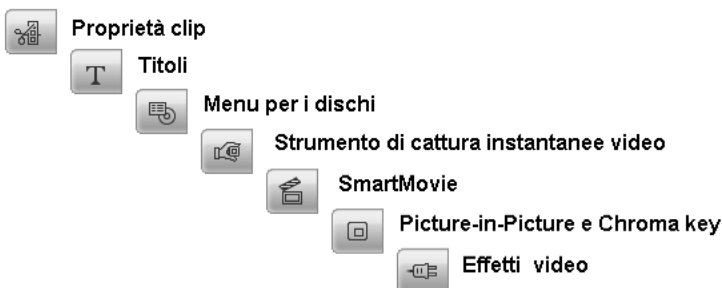 Proprietà clip
T
Titoli
Menu per i dischi
Strumento di cattura instantanee video
SmartMovie
Picture-in-Picture e Chroma key
Effetti video